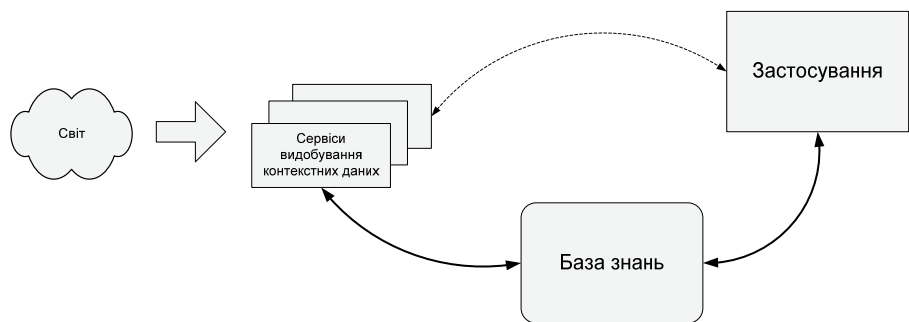 Світ
Сервіси
видобування
контекстних даних
Застосування
База знань